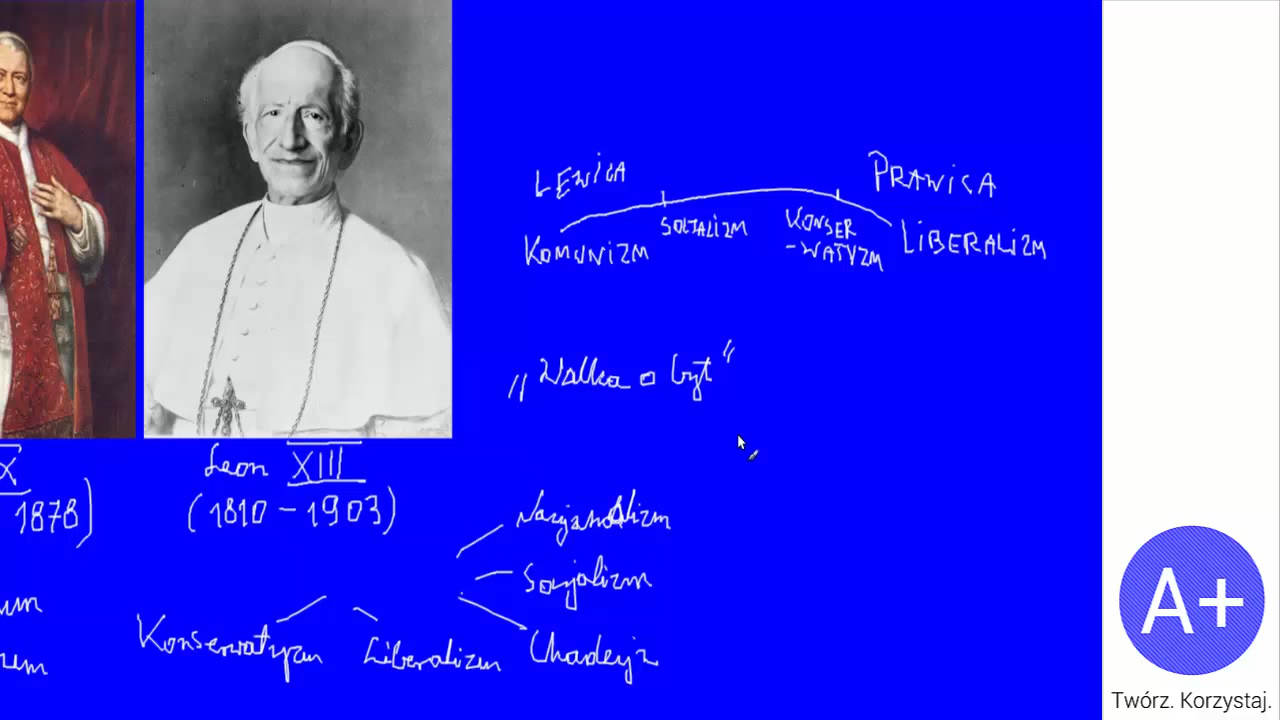 LEWICA
PRAWICA
KOMUNIZM
SOCJALIZM
KONSER
-WATYZM
LIBERALIZM
„Walka o byt"
X
1878)
Leon XIII
(1810 - 1903)
Nacjonalizm
Socjalizm
Konserwatyzm
Liberalizm
um
A+
Twórz. Korzystaj.